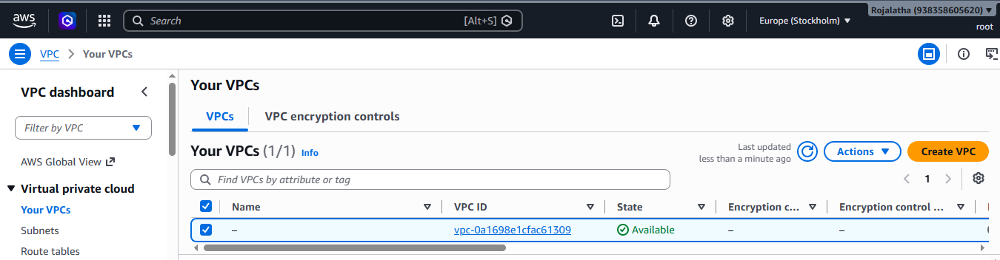 aws
Search [Alt+S]
Europe (Stockholm)
Rojalatha (938358605620)
root
VPC > Your VPCs
VPC dashboard
Filter by VPC
AWS Global View
Virtual private cloud
Your VPCs
Subnets
Route tables
Your VPCs
VPCs
VPC encryption controls
Your VPCs (1/1) Info
Last updated
less than a minute ago
Actions
Create VPC
Find VPCs by attribute or tag
1
Name VPC ID State Encryption c... Encryption control ...
– vpc-0a1698e1cfac61309 Available – –